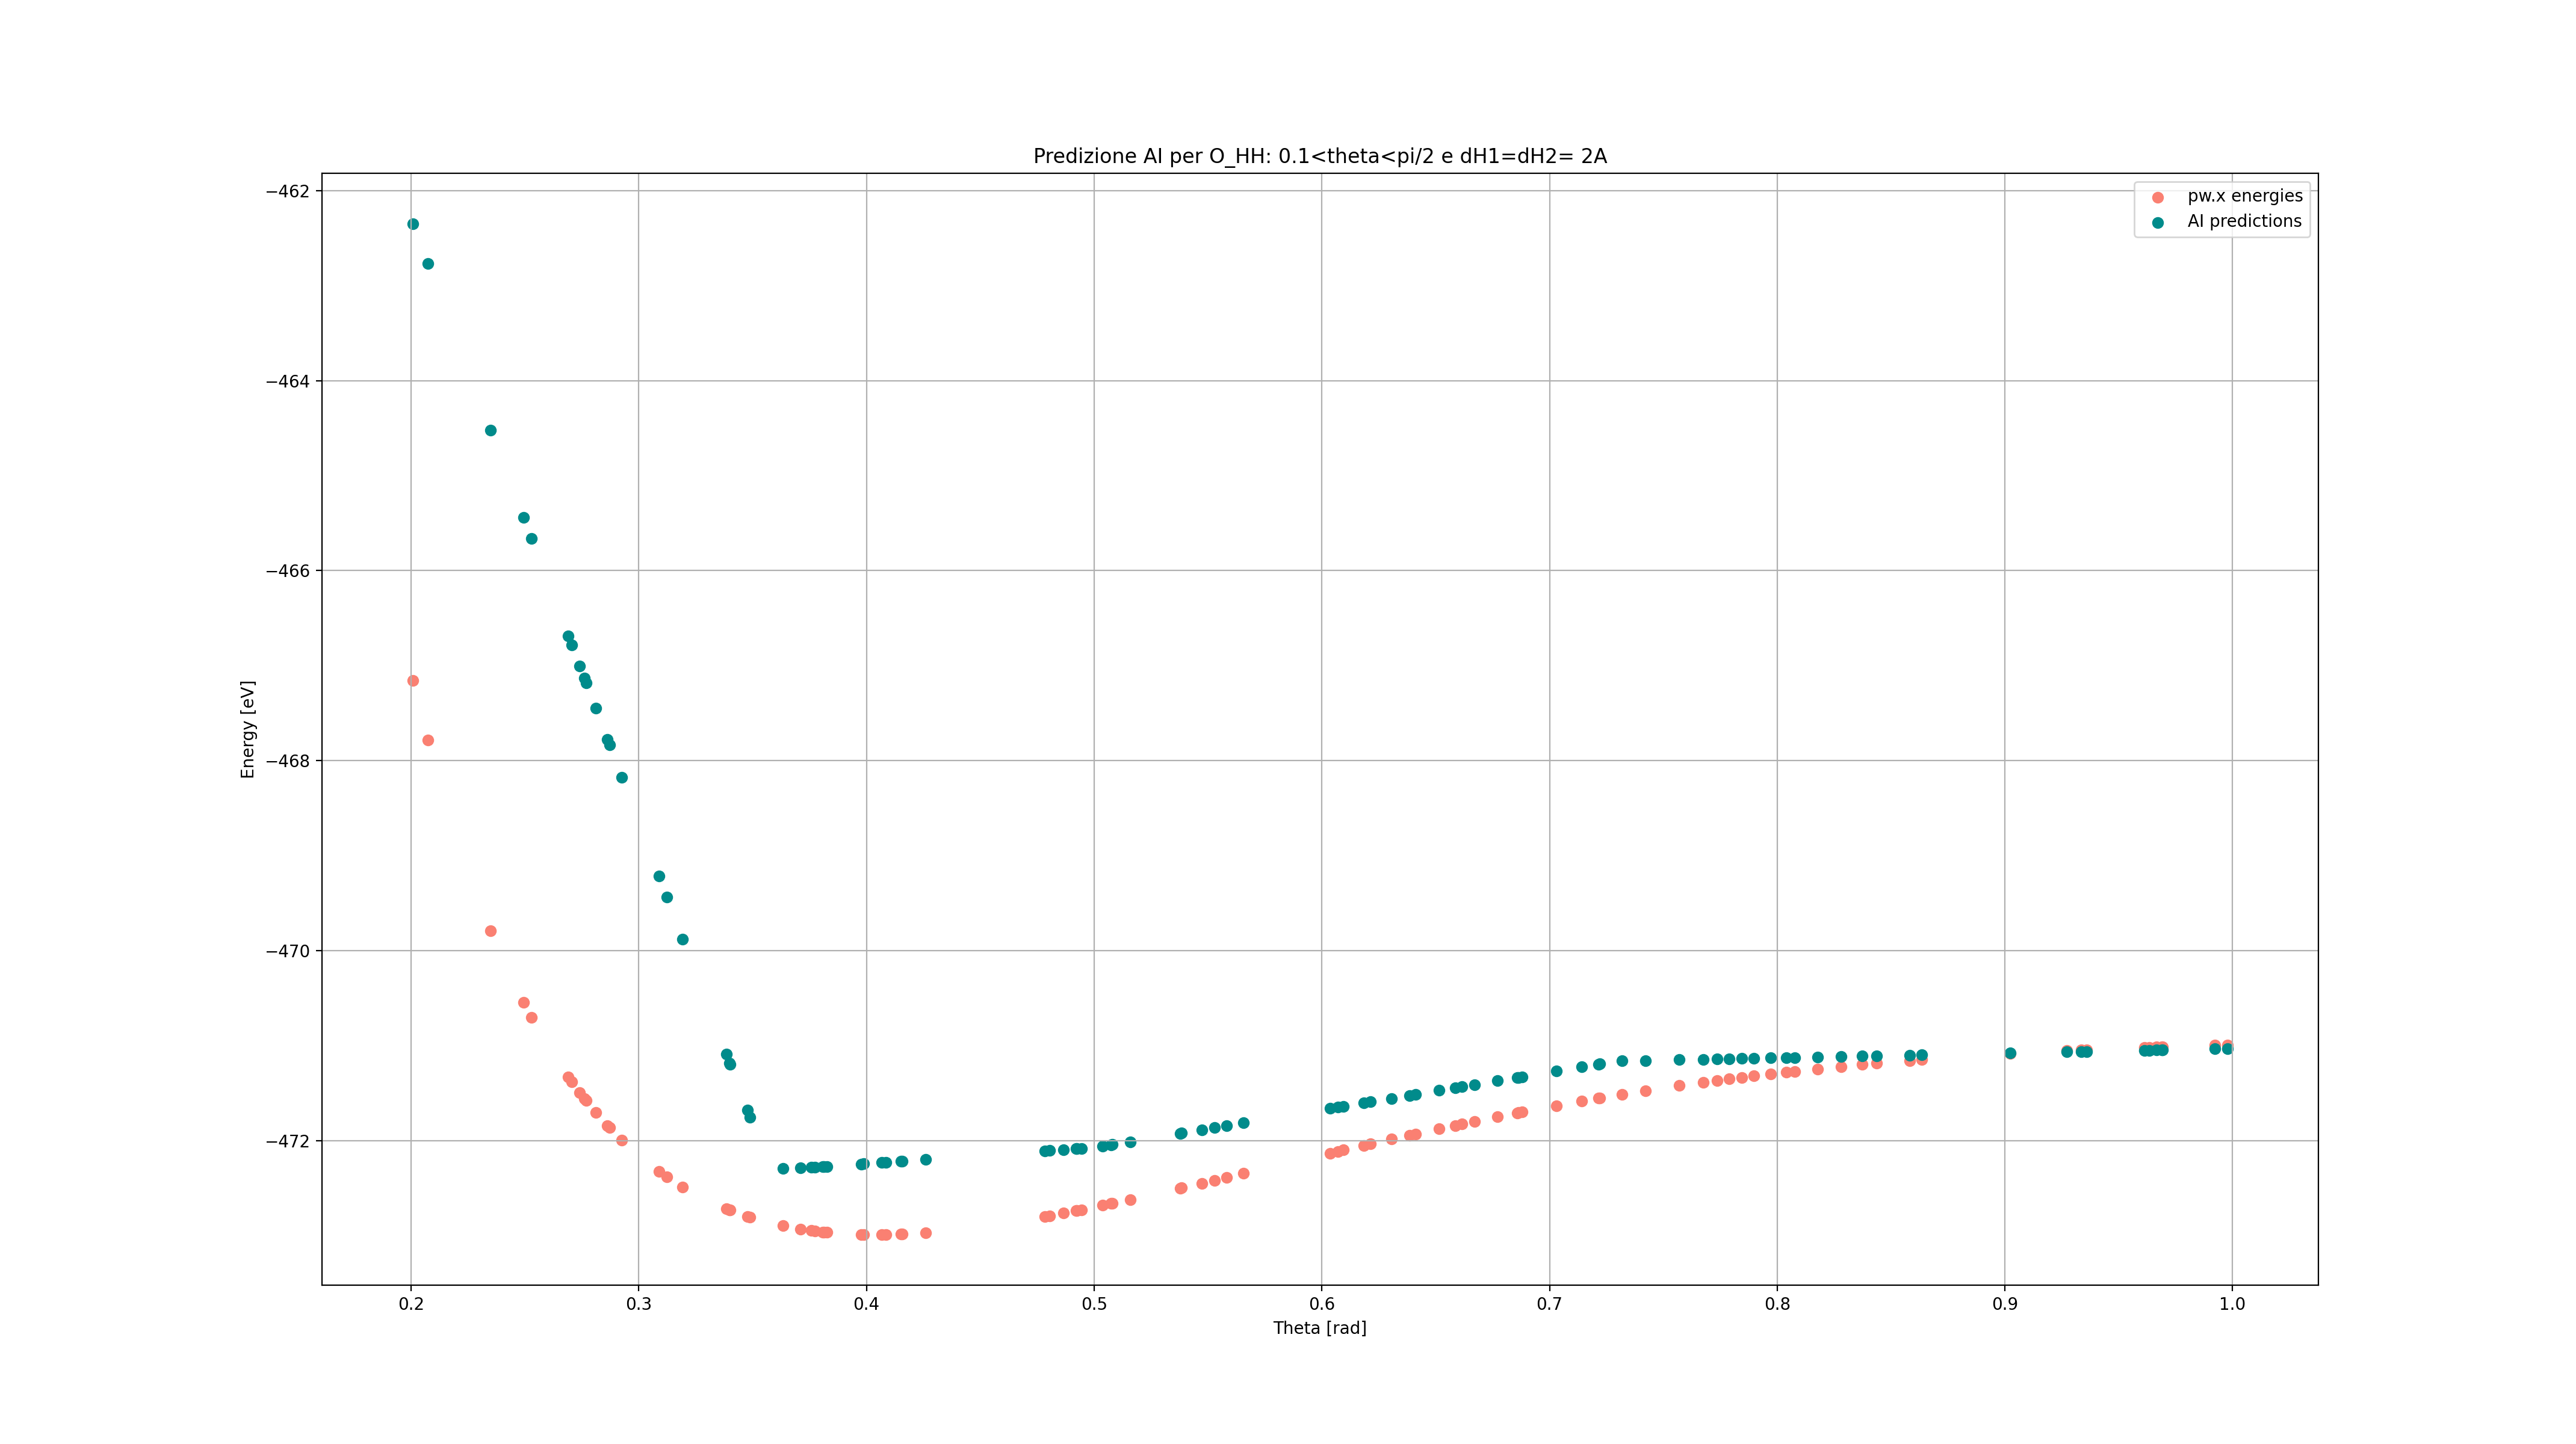 Predizione AI per O_HH: 0.1<theta<pi/2 e dH1=dH2= 2A
pw.x energies
AI predictions
Energy [eV]
−462
−464
−466
−468
−470
−472
0.2 0.3 0.4 0.5 0.6 0.7 0.8 0.9 1.0
Theta [rad]